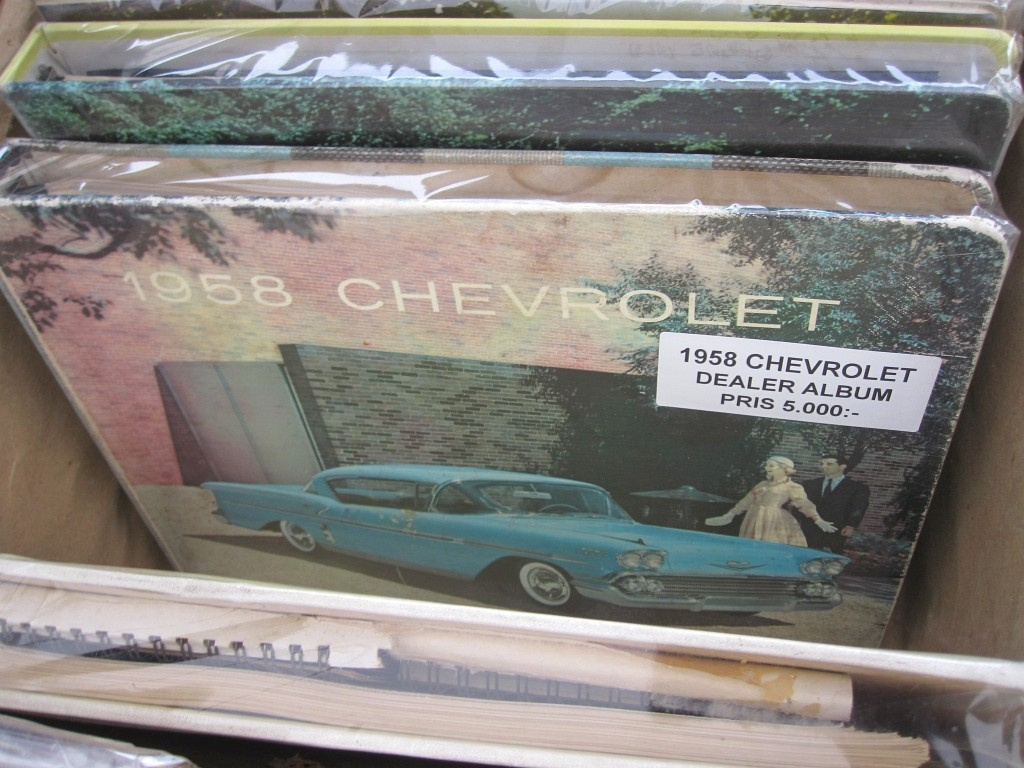 1958 CHEVROLET
1958 CHEVROLET
DEALER ALBUM
PRIS 5.000:-